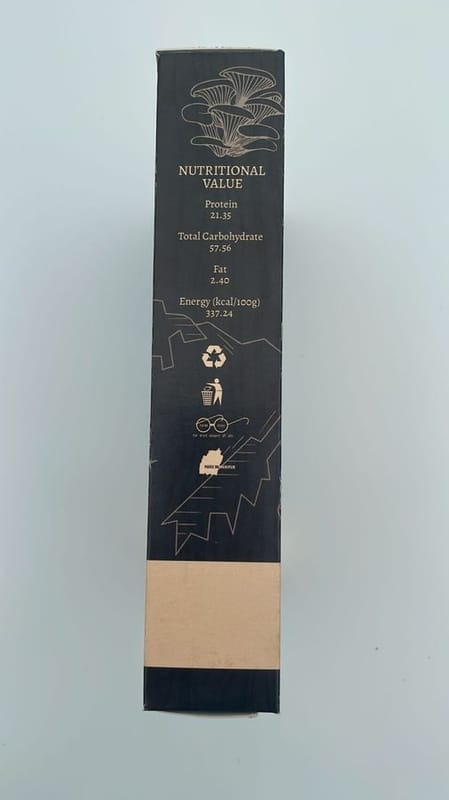 NUTRITIONAL
VALUE
Protein
21.35
Total Carbohydrate
57.56
Fat
2.40
Energy (kcal/100g)
337.24